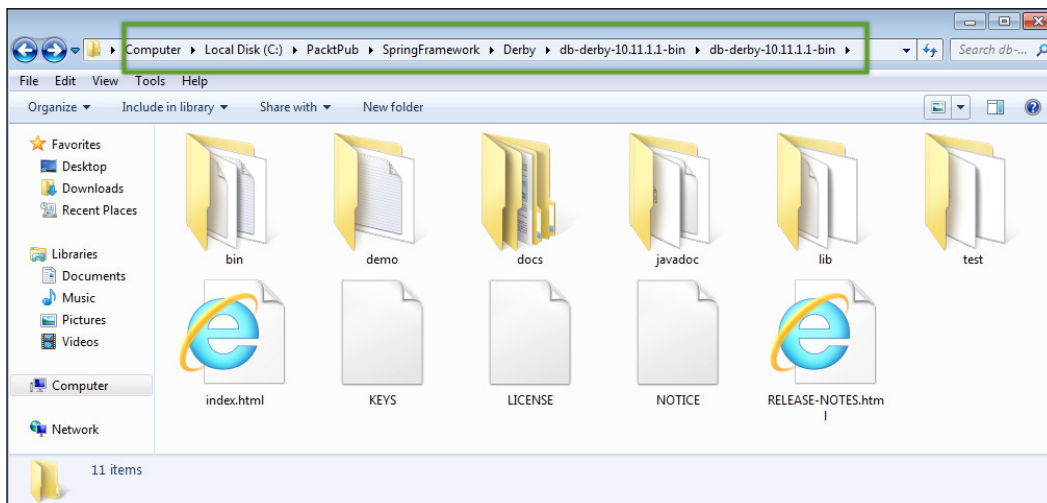 Computer ▸ Local Disk (C:) ▸ PacktPub ▸ SpringFramework ▸ Derby ▸ db-derby-10.11.1.1-bin ▸ db-derby-10.11.1.1-bin ▸ Search db-...
File Edit View Tools Help
Organize Include in library Share with New folder
Favorites
Desktop
Downloads
Recent Places
Libraries
Documents
Music
Pictures
Videos
Computer
Network
bin demo docs javadoc lib test
index.html KEYS LICENSE NOTICE RELEASE-NOTES.htm
l
11 items